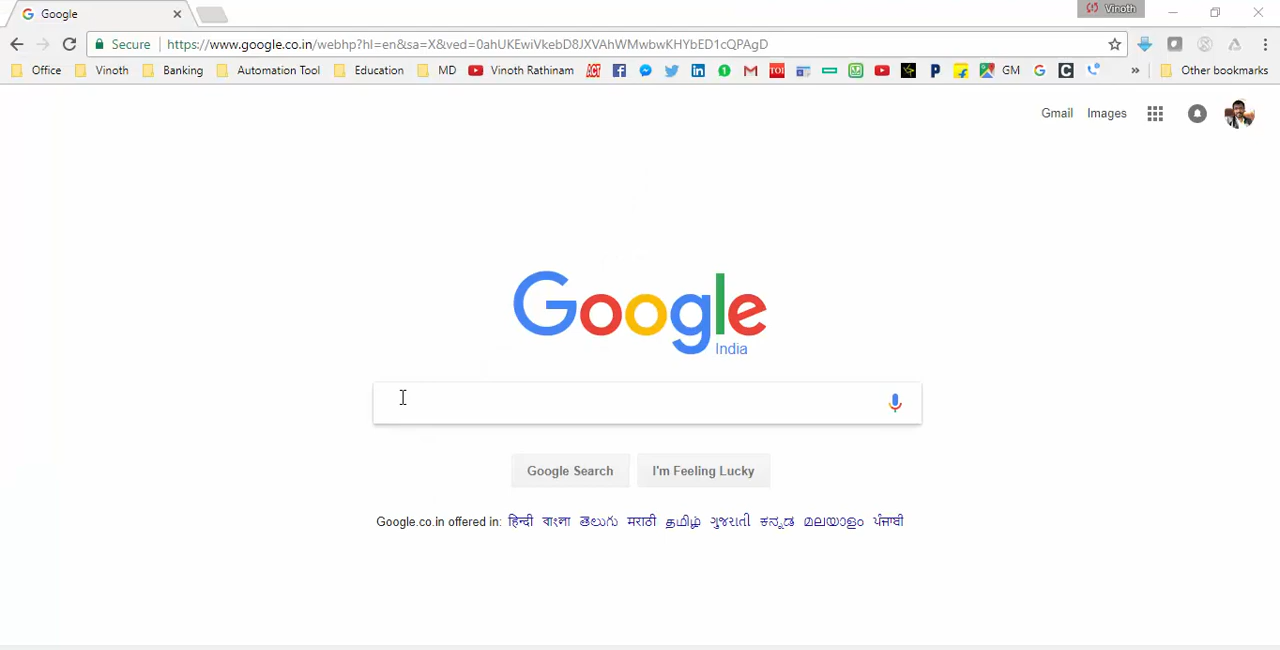 Google
Vinoth
Secure https://www.google.co.in/webhp?hl=en&sa=X&ved=0ahUKEwiVkebD8JXVAhWMwbwKHYbED1cQPAgD
Office Vinoth Banking Automation Tool Education MD Vinoth Rathinam ACT TOI GM » Other bookmarks
Gmail Images
Google
India
Google Search I'm Feeling Lucky
Google.co.in offered in: हिन्दी বাংলা తెలుగు मराठी தமிழ் ગુજરાતી ಕನ್ನಡ മലയാളം ਪੰਜਾਬੀ